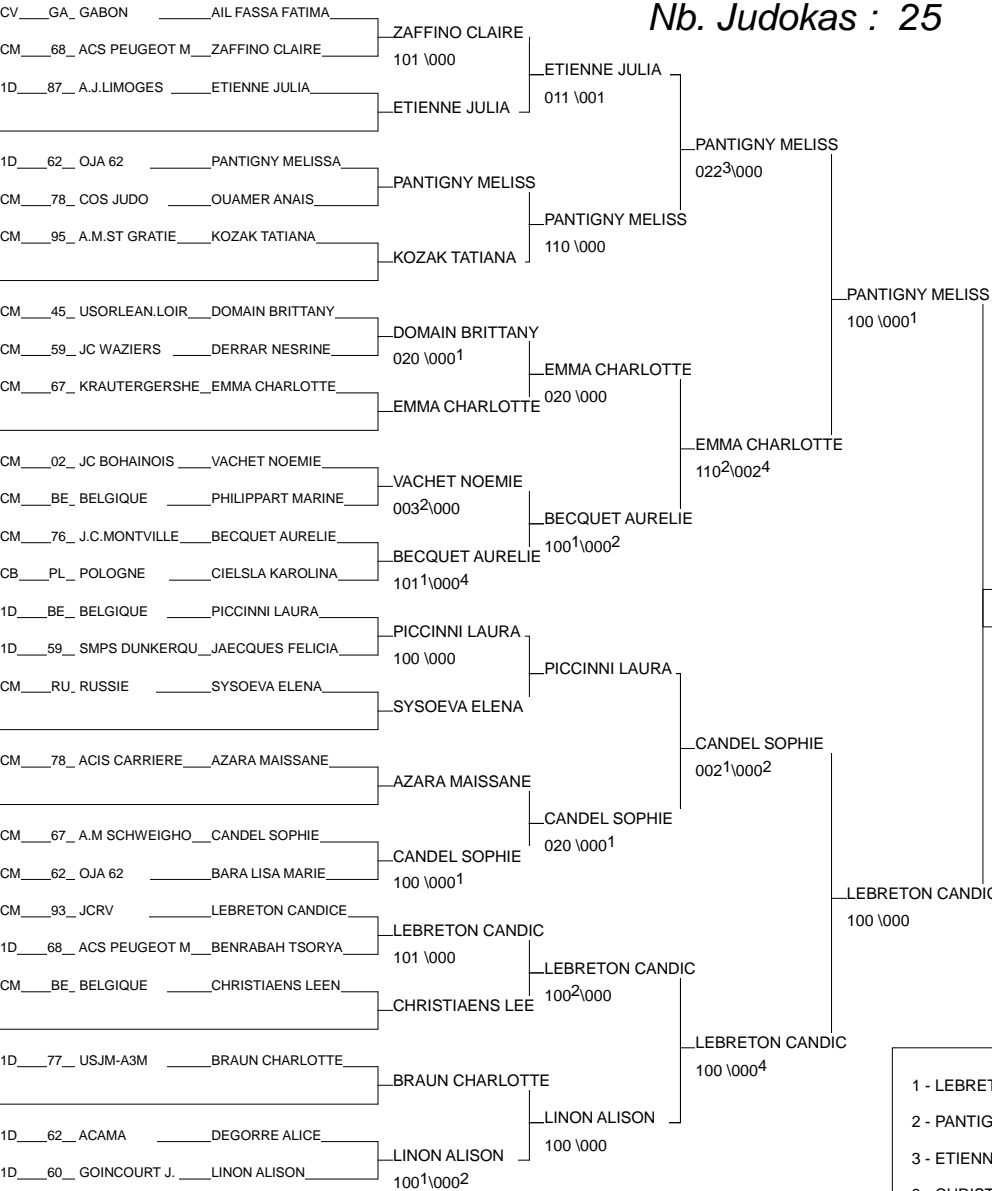 Nb. Judokas : 25
CV GA GABON AIL FASSA FATIMA
CM 68 ACS PEUGEOT M ZAFFINO CLAIRE
1D 87 A.J.LIMOGES ETIENNE JULIA
1D 62 OJA 62 PANTIGNY MELISSA
CM 78 COS JUDO OUAMER ANAIS
CM 95 A.M.ST GRATIE KOZAK TATIANA
CM 45 USORLEAN.LOIR DOMAIN BRITTANY
CM 59 JC WAZIERS DERRAR NESRINE
CM 67 KRAUTERGERSHE EMMA CHARLOTTE
CM 02 JC BOHAINOIS VACHET NOEMIE
CM BE BELGIQUE PHILIPPART MARINE
CM 76 J.C.MONTVILLE BECQUET AURELIE
CB PL POLOGNE CIELSLA KAROLINA
1D BE BELGIQUE PICCINNI LAURA
1D 59 SMPS DUNKERQU JAECQUES FELICIA
CM RU RUSSIE SYSOEVA ELENA
CM 78 ACIS CARRIERE AZARA MAISSANE
CM 67 A.M SCHWEIGHO CANDEL SOPHIE
CM 62 OJA 62 BARA LISA MARIE
CM 93 JCRV LEBRETON CANDICE
1D 68 ACS PEUGEOT M BENRABAH TSORYA
CM BE BELGIQUE CHRISTIAENS LEEN
1D 77 USJM-A3M BRAUN CHARLOTTE
1D 62 ACAMA DEGORRE ALICE
1D 60 GOINCOURT J. LINON ALISON
ZAFFINO CLAIRE
101 \000
ETIENNE JULIA
PANTIGNY MELISS
KOZAK TATIANA
DOMAIN BRITTANY
020 \0001
EMMA CHARLOTTE
VACHET NOEMIE
0032\000
BECQUET AURELIE
1011\0004
PICCINNI LAURA
100 \000
SYSOEVA ELENA
AZARA MAISSANE
CANDEL SOPHIE
100 \0001
LEBRETON CANDIC
101 \000
CHRISTIAENS LEE
BRAUN CHARLOTTE
LINON ALISON
1001\0002
ETIENNE JULIA
011 \001
PANTIGNY MELISS
110 \000
EMMA CHARLOTTE
020 \000
BECQUET AURELIE
1001\0002
PICCINNI LAURA
CANDEL SOPHIE
020 \0001
LEBRETON CANDIC
1002\000
LINON ALISON
100 \000
PANTIGNY MELISS
0223\000
EMMA CHARLOTTE
1102\0024
CANDEL SOPHIE
0021\0002
LEBRETON CANDIC
100 \0004
PANTIGNY MELISS
100 \0001
LEBRETON CANDIC
100 \000
1 - LEBRET
2 - PANTIG
3 - ETIENN